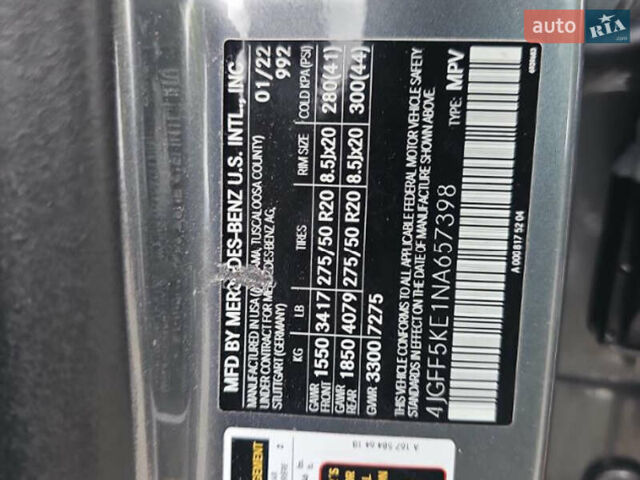 MFD BY MERCEDES-BENZ U.S. INTL., INC.
MANUFACTURED IN USA ALABAMA, TUSCALOOSA COUNTY)
UNDER CONTRACT FOR MERCEDES-BENZ AG,
STUTTGART (GERMANY)
01/22
992
KG LB TIRES RIM SIZE COLD KPA (PSI)
GAWR FRONT 1550 3417 275/50 R20 8.5Jx20 280(41)
GAWR REAR 1850 4079 275/50 R20 8.5Jx20 300(44)
GVWR 3300 7275
THIS VEHICLE CONFORMS TO ALL APPLICABLE FEDERAL MOTOR VEHICLE SAFETY
STANDARDS IN EFFECT ON THE DATE OF MANUFACTURE SHOWN ABOVE.
4JGFF5KE1NA657398 TYPE: MPV
A 000 817 52 04
A 167 584 64 19
auto RIA .com